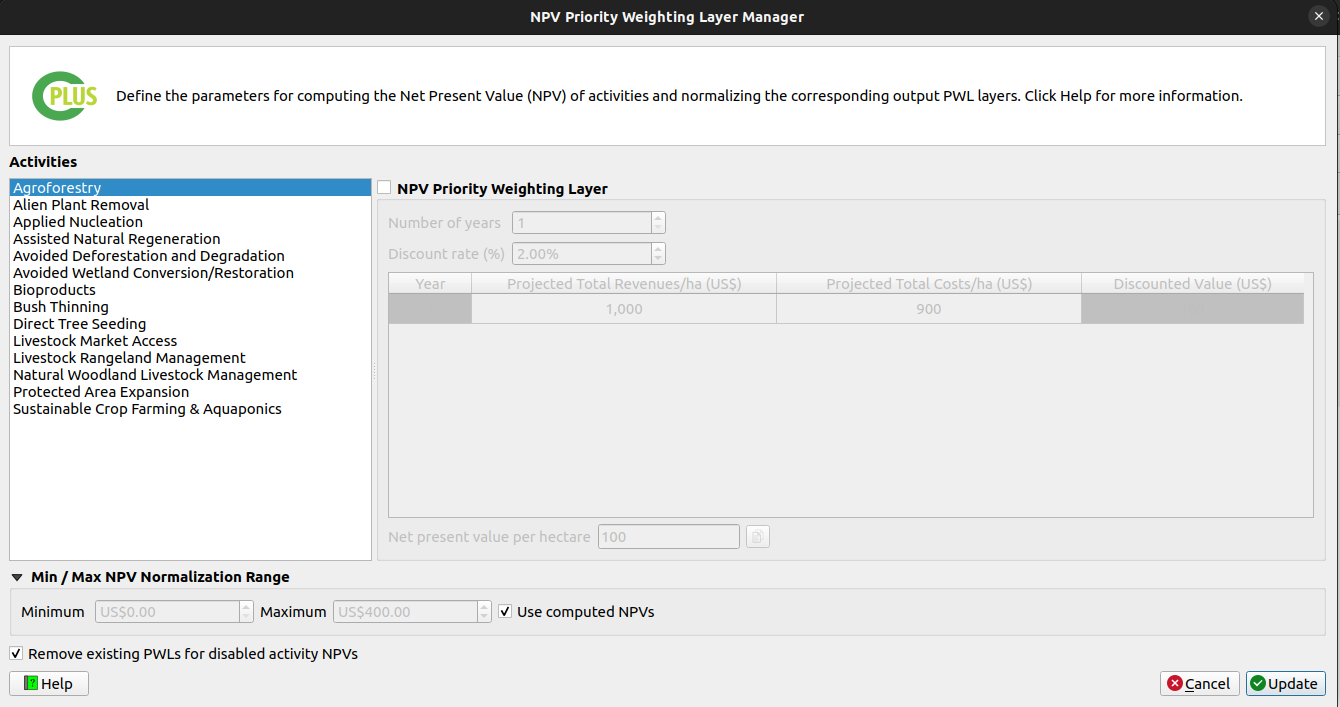 NPV Priority Weighting Layer Manager
PLUS
Define the parameters for computing the Net Present Value (NPV) of activities and normalizing the corresponding output PWL layers. Click Help for more information.
Activities
Agroforestry
Alien Plant Removal
Applied Nucleation
Assisted Natural Regeneration
Avoided Deforestation and Degradation
Avoided Wetland Conversion/Restoration
Bioproducts
Bush Thinning
Direct Tree Seeding
Livestock Market Access
Livestock Rangeland Management
Natural Woodland Livestock Management
Protected Area Expansion
Sustainable Crop Farming & Aquaponics
NPV Priority Weighting Layer
Number of years 1
Discount rate (%) 2.00%
Year Projected Total Revenues/ha (US$) Projected Total Costs/ha (US$) Discounted Value (US$)
1,000 900
Net present value per hectare 100
Min / Max NPV Normalization Range
Minimum US$0.00 Maximum US$400.00 Use computed NPVs
Remove existing PWLs for disabled activity NPVs
Help Cancel Update